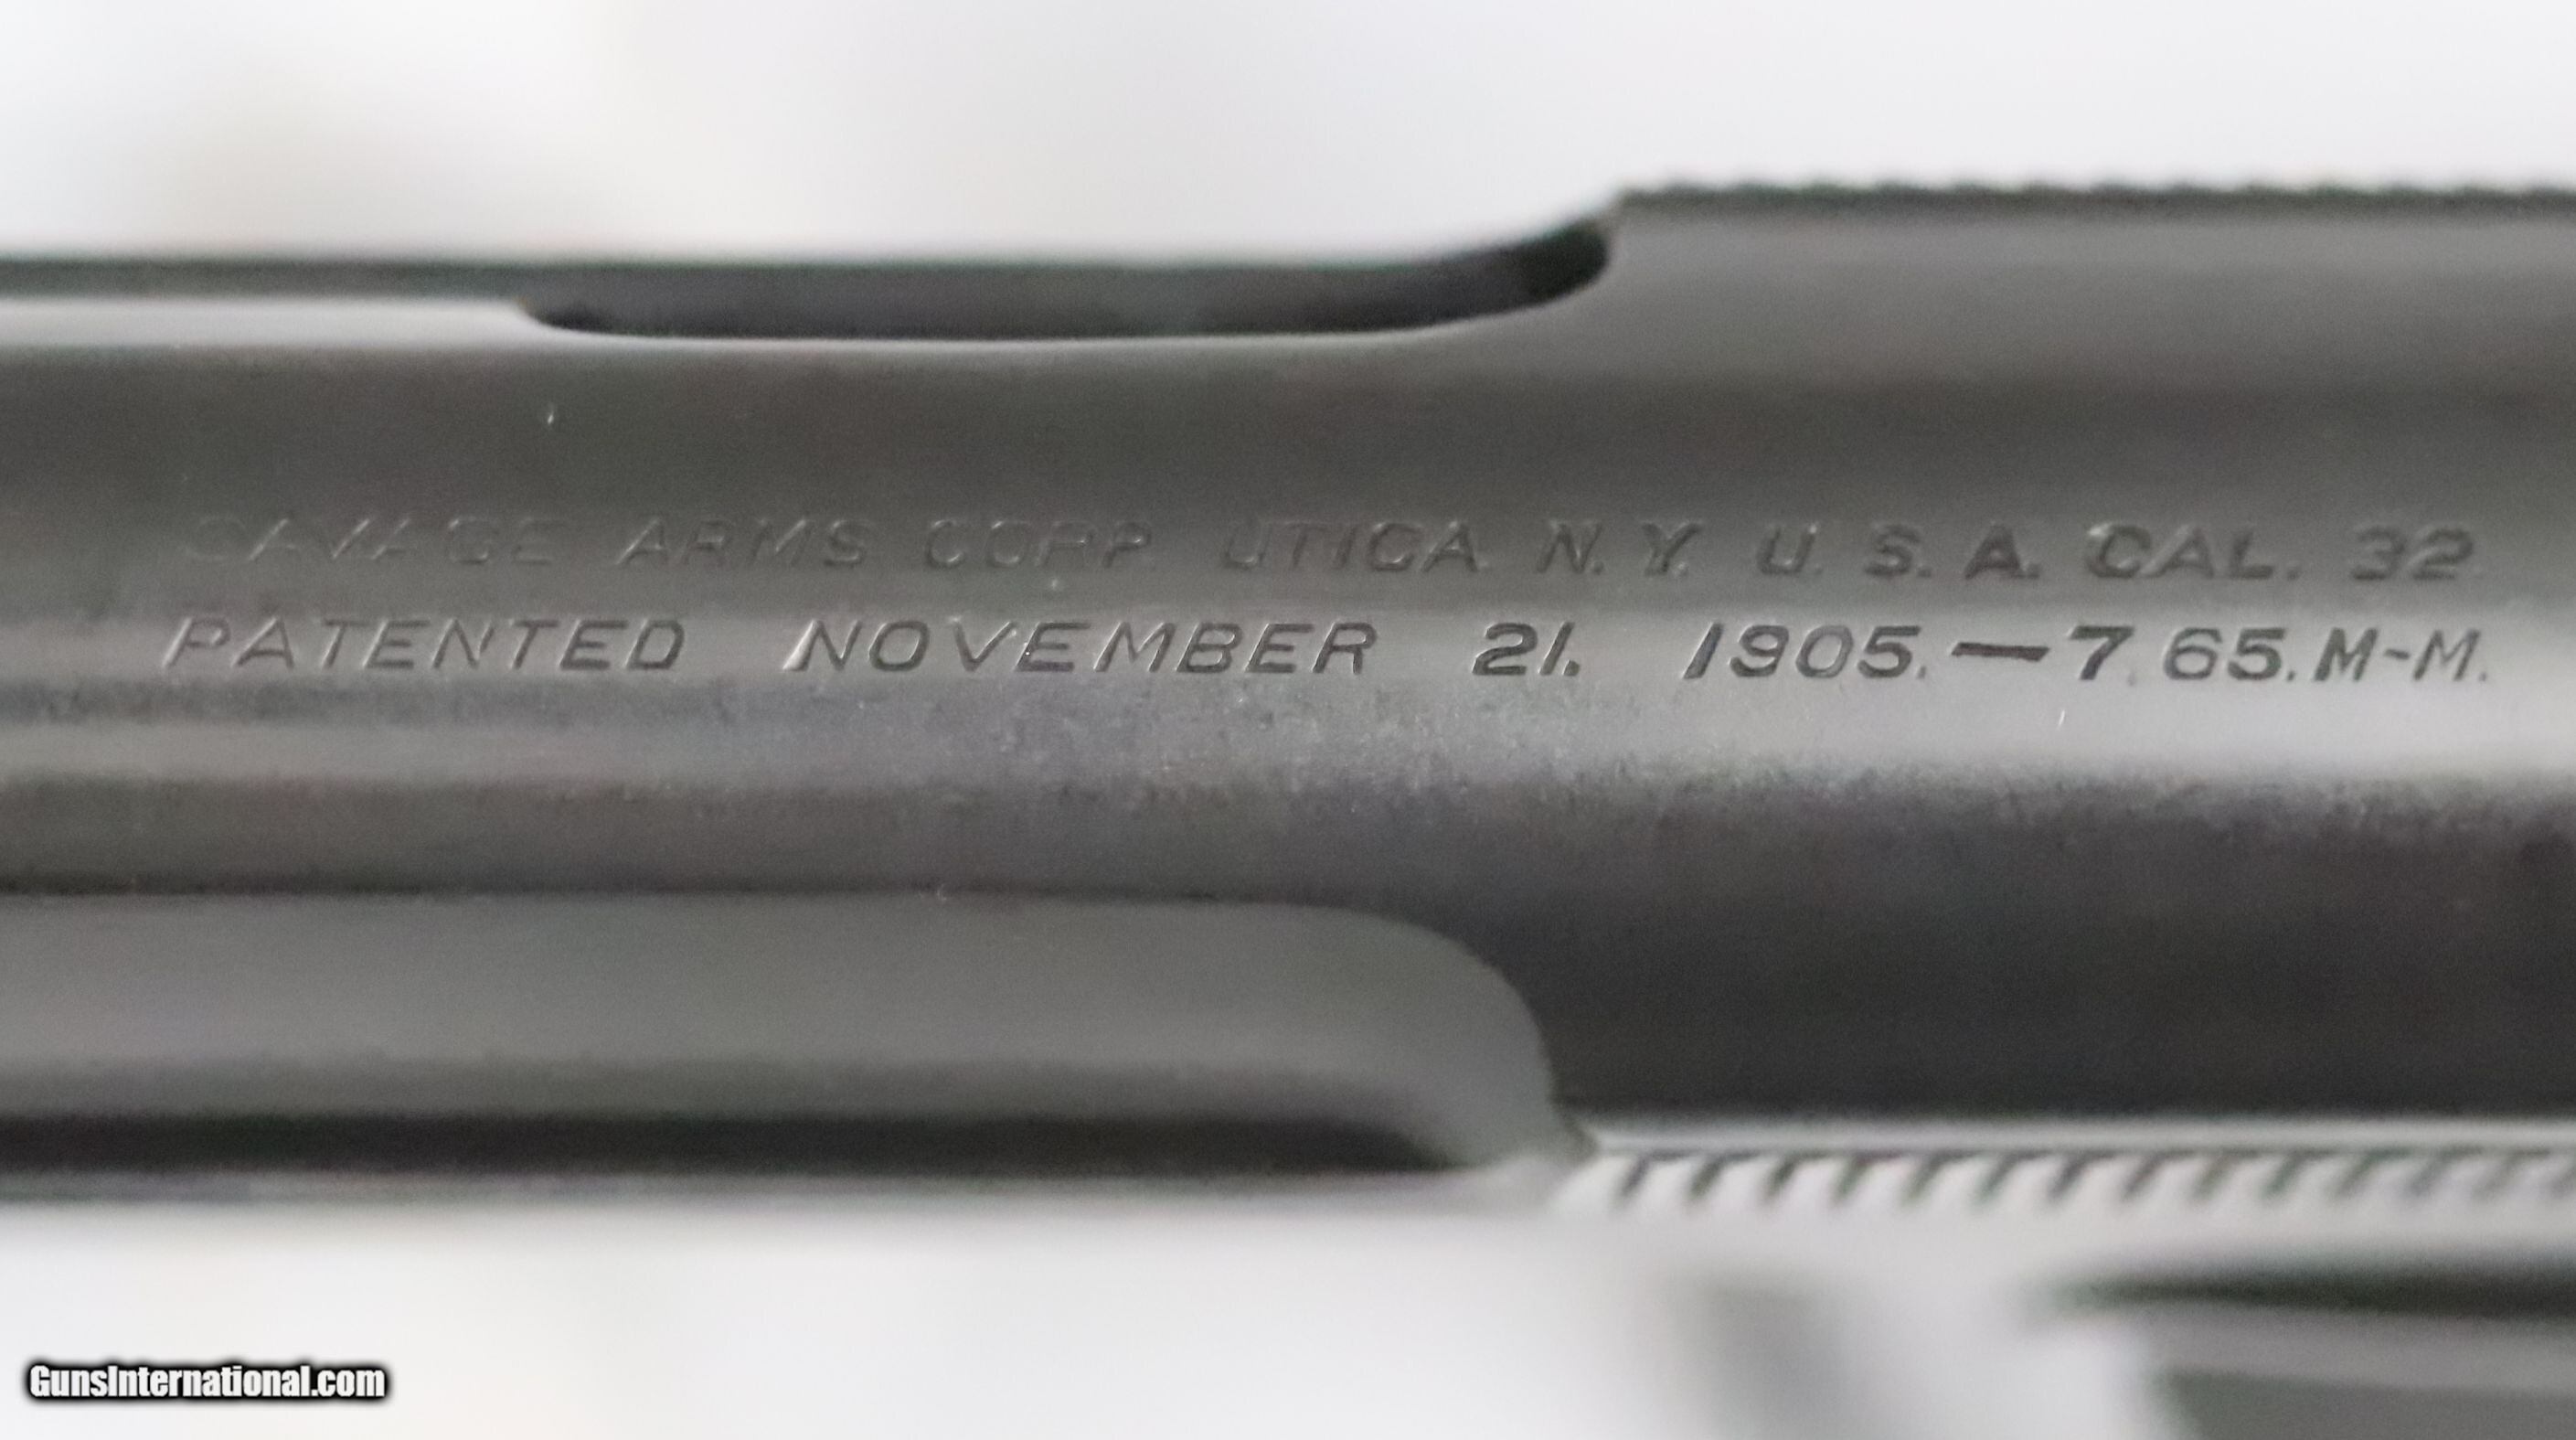 SAVAGE ARMS CORP. UTICA N.Y. U.S.A. CAL. 32
PATENTED NOVEMBER 21. 1905.—7.65.M-M.
GunsInternational.com